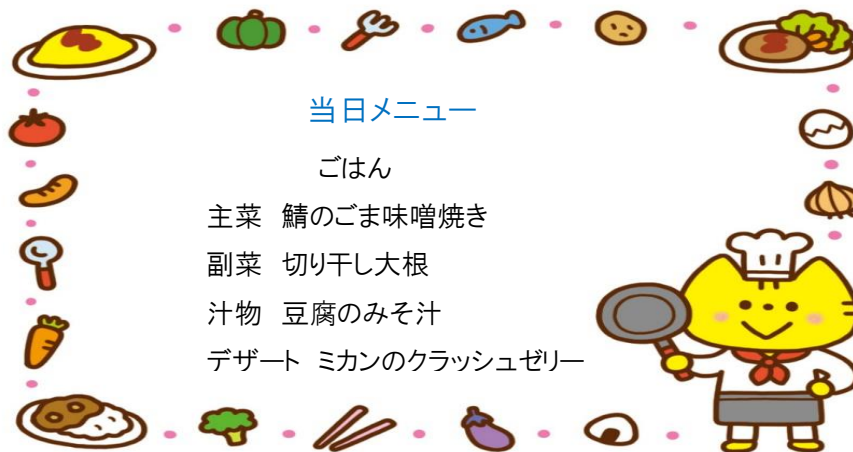 当日メニュー
ごはん
主菜　鯖のごま味噌焼き
副菜　切り干し大根
汁物　豆腐のみそ汁
デザート　ミカンのクラッシュゼリー